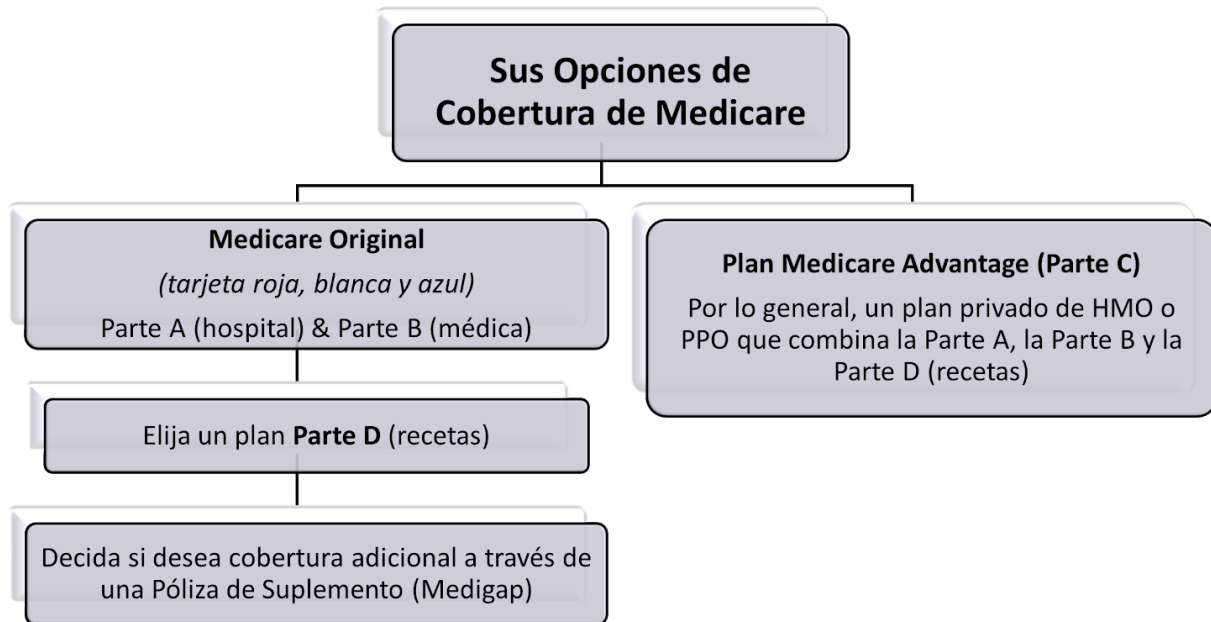 Sus Opciones de
Cobertura de Medicare
Medicare Original
(tarjeta roja, blanca y azul)
Parte A (hospital) & Parte B (médica)
Elija un plan Parte D (recetas)
Decida si desea cobertura adicional a través de
una Póliza de Suplemento (Medigap)
Plan Medicare Advantage (Parte C)
Por lo general, un plan privado de HMO o
PPO que combina la Parte A, la Parte B y la
Parte D (recetas)